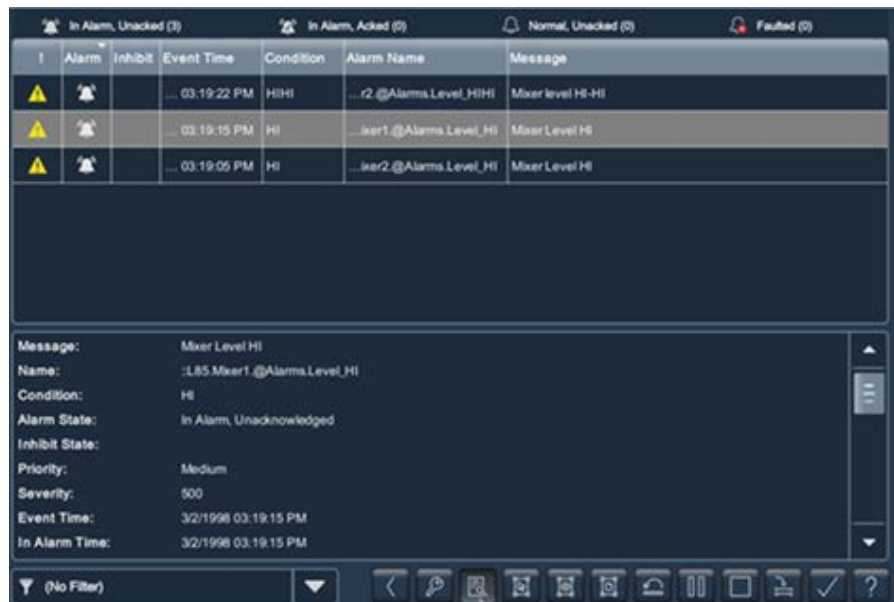 In Alarm, Unacked (3) In Alarm, Acked (0) Normal, Unacked (0) Faulted (0)
! Alarm Inhibit Event Time Condition Alarm Name Message
... 03:19:22 PM HIHI ...r2.@Alarms.Level_HIHI Mixer level HI-HI
... 03:19:15 PM HI ...ixer1.@Alarms.Level_HI Mixer Level HI
... 03:19:05 PM HI ...ixer2.@Alarms.Level_HI Mixer Level HI
Message: Mixer Level HI
Name: ::L85.Mixer1.@Alarms.Level_HI
Condition: HI
Alarm State: In Alarm, Unacknowledged
Inhibit State:
Priority: Medium
Severity: 500
Event Time: 3/2/1998 03:19:15 PM
In Alarm Time: 3/2/1998 03:19:15 PM
(No Filter) ?